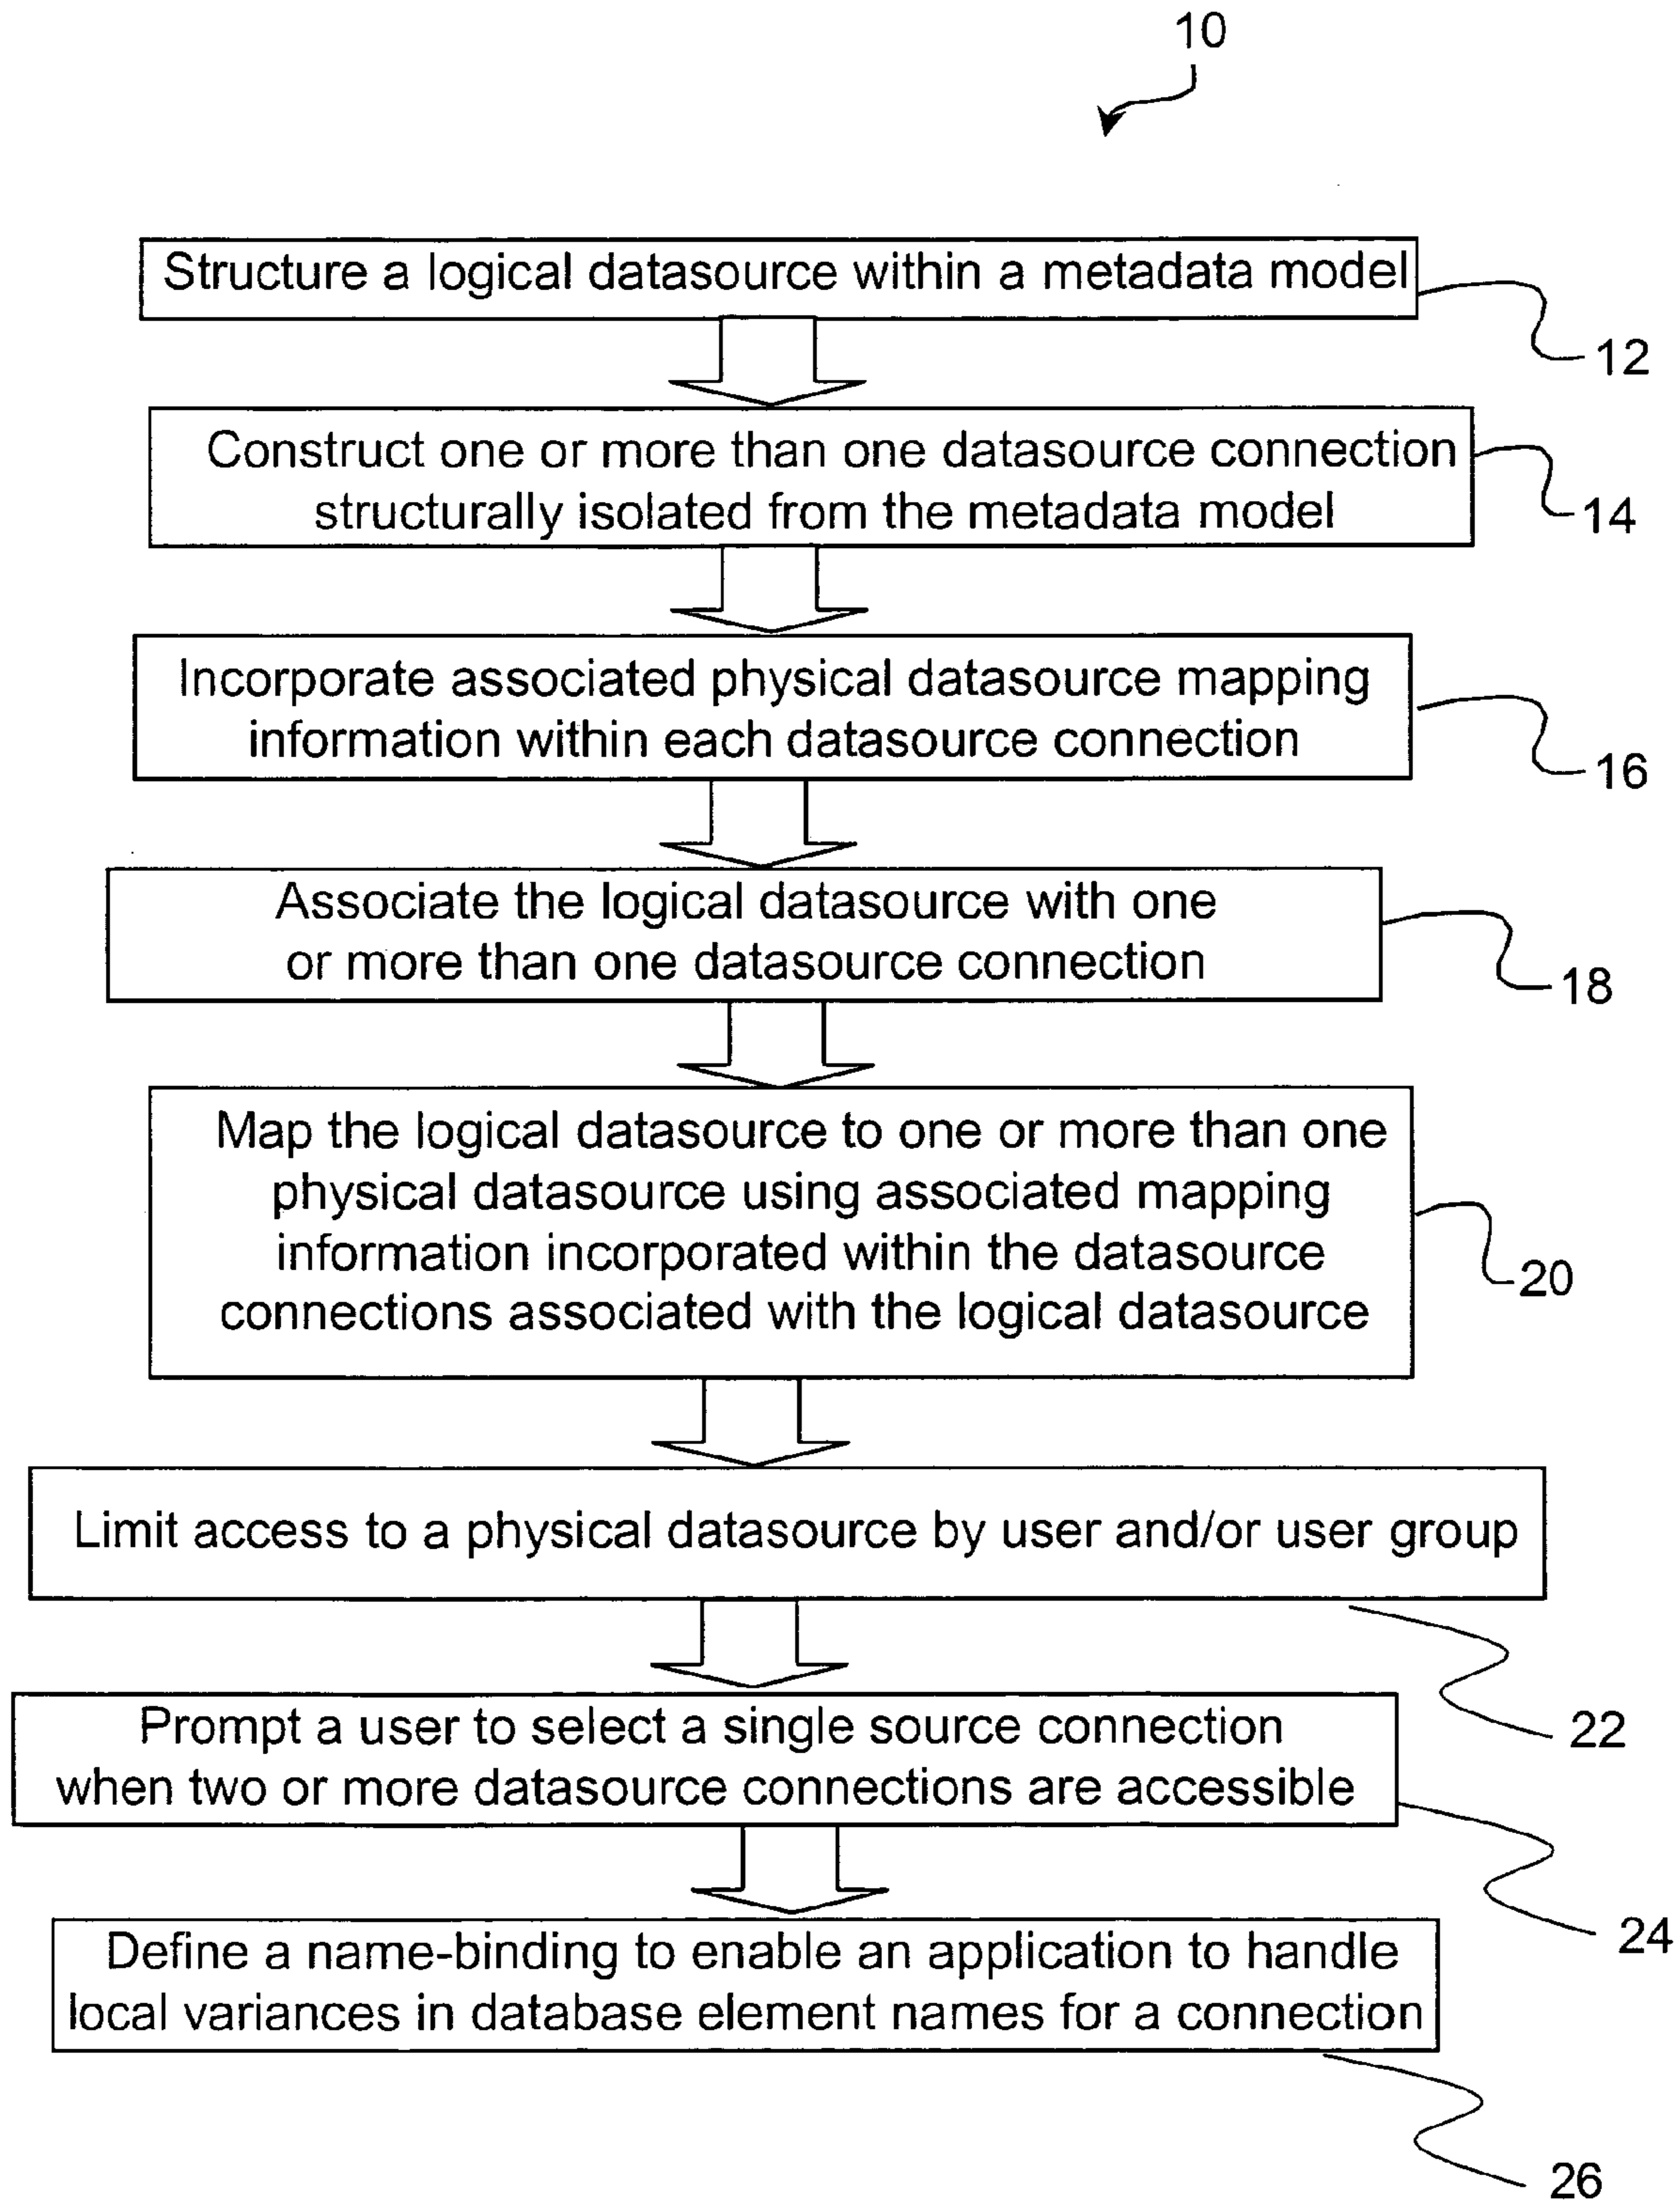 10
Structure a logical datasource within a metadata model
12
Construct one or more than one datasource connection
structurally isolated from the metadata model
14
Incorporate associated physical datasource mapping
information within each datasource connection
16
Associate the logical datasource with one
or more than one datasource connection
18
Map the logical datasource to one or more than one
physical datasource using associated mapping
information incorporated within the datasource
connections associated with the logical datasource
20
Limit access to a physical datasource by user and/or user group
22
Prompt a user to select a single source connection
when two or more datasource connections are accessible
24
Define a name-binding to enable an application to handle
local variances in database element names for a connection
26